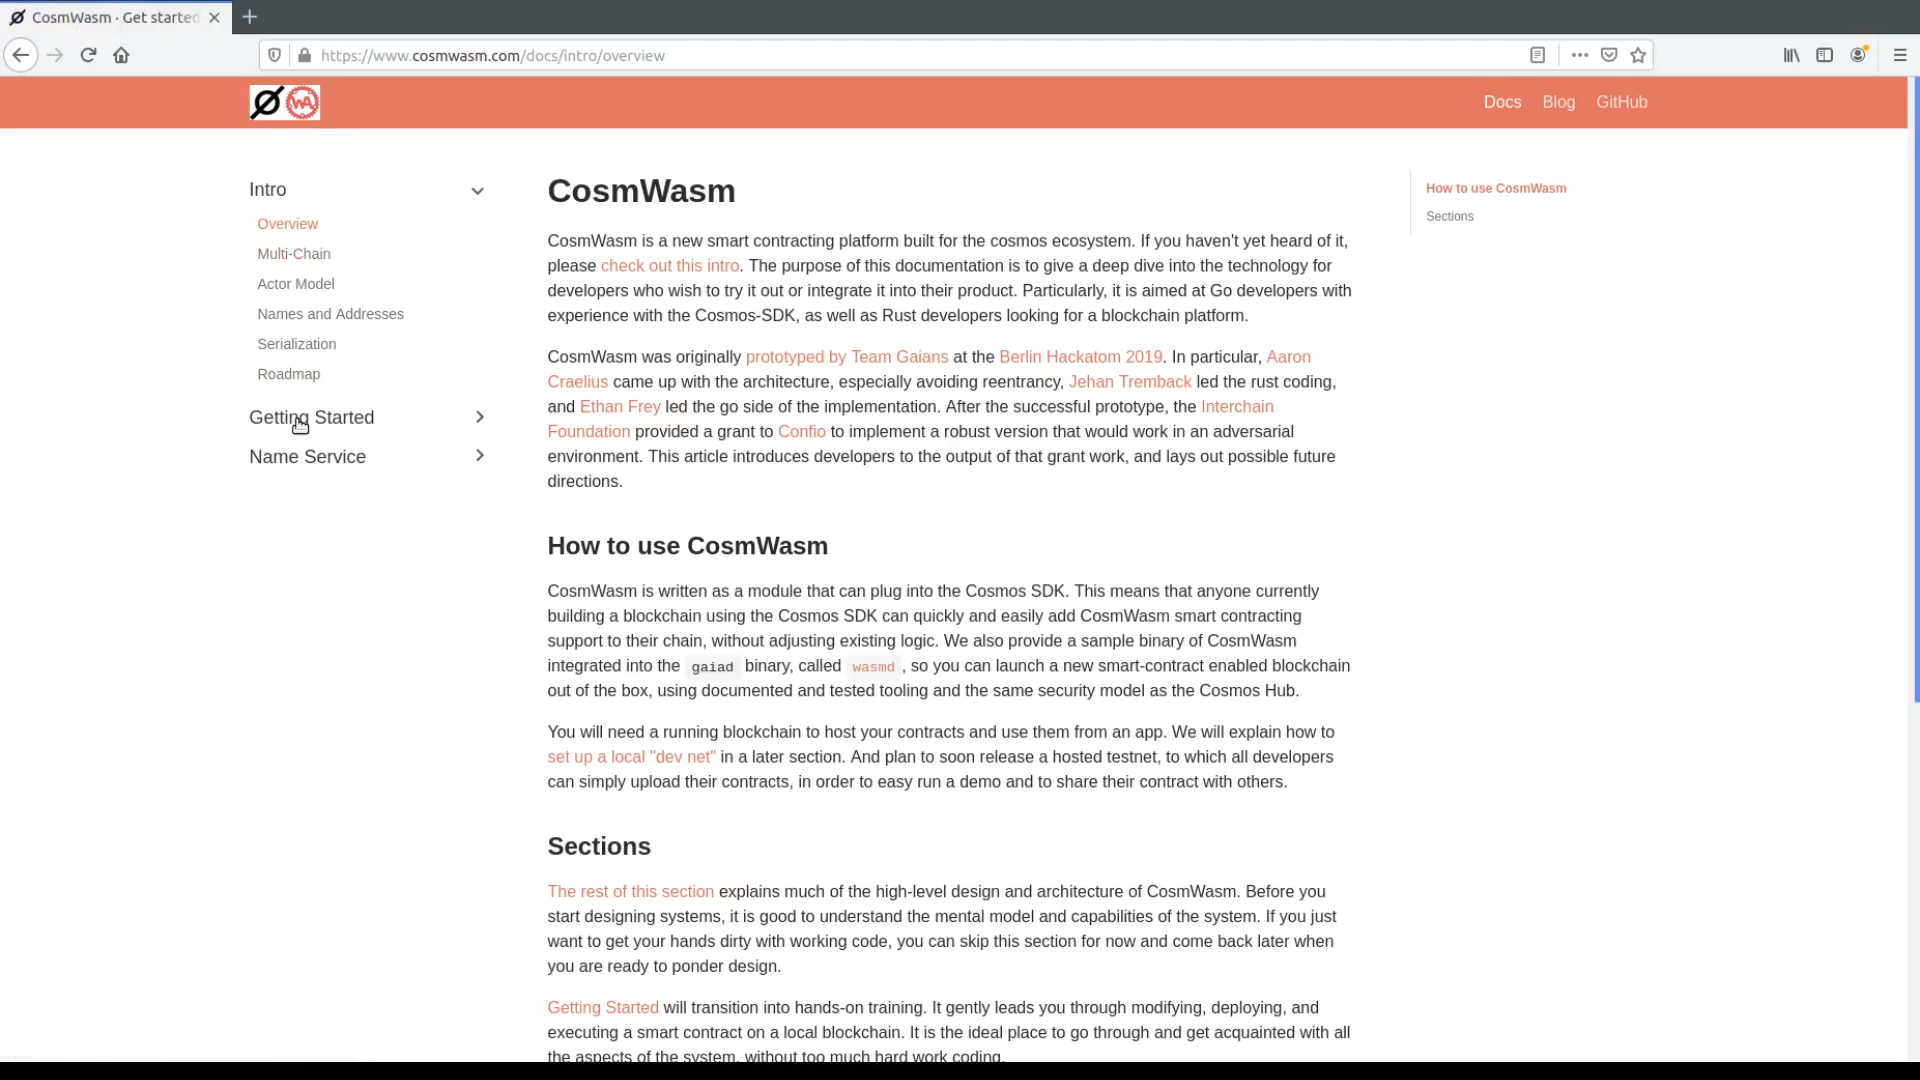 CosmWasm · Get started
https://www.cosmwasm.com/docs/intro/overview
WA
Docs
Blog
GitHub
Intro
Overview
Multi-Chain
Actor Model
Names and Addresses
Serialization
Roadmap
Getting Started
Name Service
CosmWasm
CosmWasm is a new smart contracting platform built for the cosmos ecosystem. If you haven't yet heard of it,
please check out this intro. The purpose of this documentation is to give a deep dive into the technology for
developers who wish to try it out or integrate it into their product. Particularly, it is aimed at Go developers with
experience with the Cosmos-SDK, as well as Rust developers looking for a blockchain platform.
CosmWasm was originally prototyped by Team Gaians at the Berlin Hackatom 2019. In particular, Aaron
Craelius came up with the architecture, especially avoiding reentrancy, Jehan Tremback led the rust coding,
and Ethan Frey led the go side of the implementation. After the successful prototype, the Interchain
Foundation provided a grant to Confio to implement a robust version that would work in an adversarial
environment. This article introduces developers to the output of that grant work, and lays out possible future
directions.
How to use CosmWasm
CosmWasm is written as a module that can plug into the Cosmos SDK. This means that anyone currently
building a blockchain using the Cosmos SDK can quickly and easily add CosmWasm smart contracting
support to their chain, without adjusting existing logic. We also provide a sample binary of CosmWasm
integrated into the gaiad binary, called wasmd, so you can launch a new smart-contract enabled blockchain
out of the box, using documented and tested tooling and the same security model as the Cosmos Hub.
You will need a running blockchain to host your contracts and use them from an app. We will explain how to
set up a local "dev net" in a later section. And plan to soon release a hosted testnet, to which all developers
can simply upload their contracts, in order to easy run a demo and to share their contract with others.
Sections
The rest of this section explains much of the high-level design and architecture of CosmWasm. Before you
start designing systems, it is good to understand the mental model and capabilities of the system. If you just
want to get your hands dirty with working code, you can skip this section for now and come back later when
you are ready to ponder design.
Getting Started will transition into hands-on training. It gently leads you through modifying, deploying, and
executing a smart contract on a local blockchain. It is the ideal place to go through and get acquainted with all
the aspects of the system, without too much hard work coding.
How to use CosmWasm
Sections